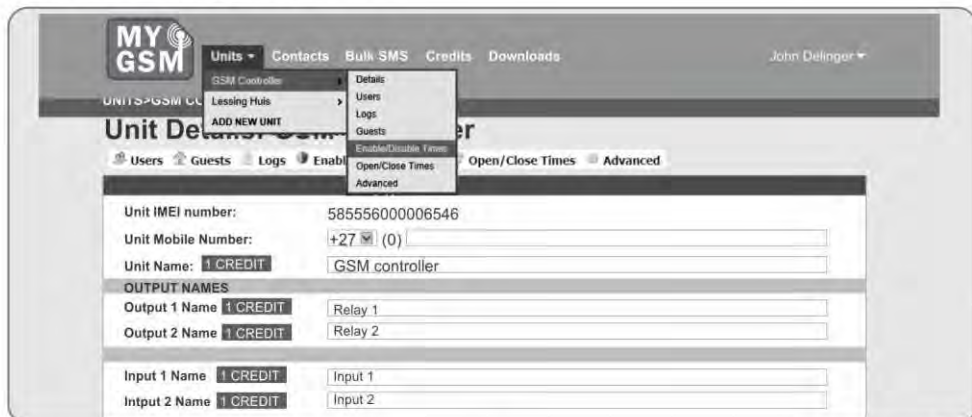 MY GSM
Units Contacts Bulk SMS Credits Downloads John Delinger
GSM Controller
Lessing Huis
ADD NEW UNIT
Details
Users
Logs
Guests
Enable/Disable Times
Open/Close Times
Advanced
UNITS>GSM
Unit
Users Guests Logs Open/Close Times Advanced
Unit IMEI number: 585556000006546
Unit Mobile Number: +27 (0)
Unit Name: 1 CREDIT GSM controller
OUTPUT NAMES
Output 1 Name 1 CREDIT Relay 1
Output 2 Name 1 CREDIT Relay 2
Input 1 Name 1 CREDIT Input 1
Intput 2 Name 1 CREDIT Input 2